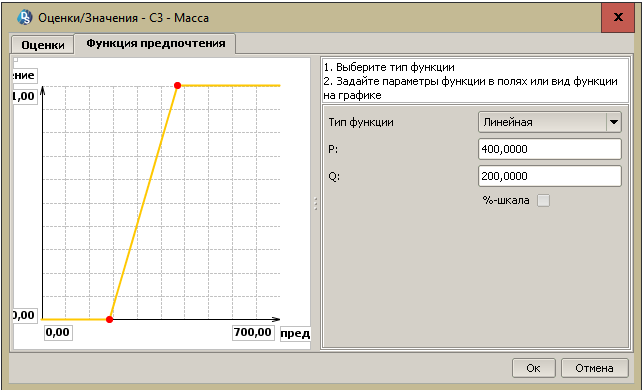 Оценки/Значения - С3 - Масса
Оценки
Функция предпочтения
ение
1,00
0,00
0,00
700,00
пред
1. Выберите тип функции
2. Задайте параметры функции в полях или вид функции
на графике
Тип функции
Линейная
P:
400,0000
Q:
200,0000
%-шкала
Ок
Отмена